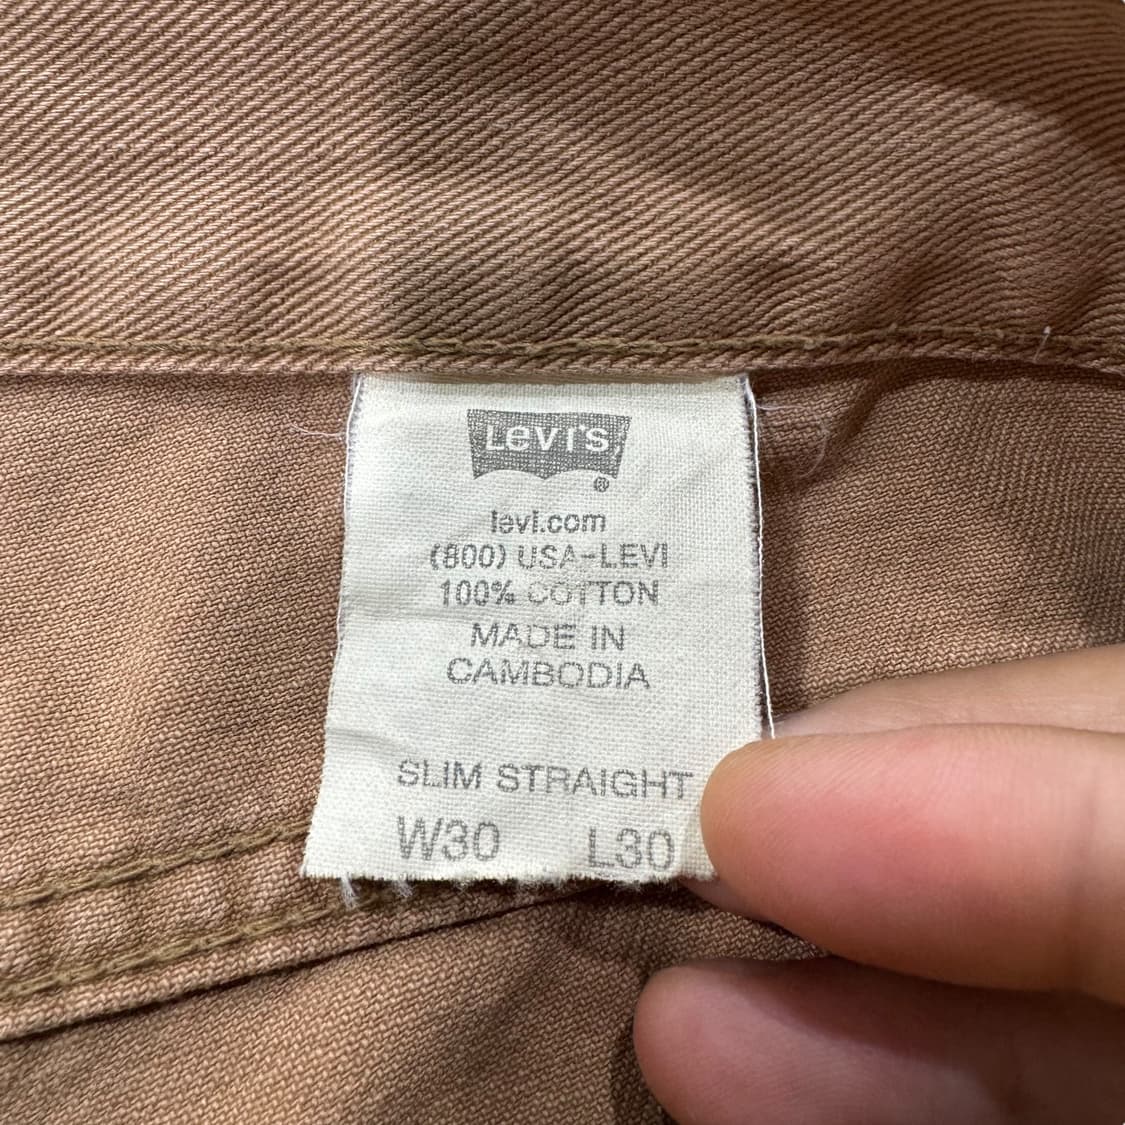 Levi's
®
levi.com
(800) USA-LEVI
100% COTTON
MADE IN
CAMBODIA
SLIM STRAIGHT
W30 L30